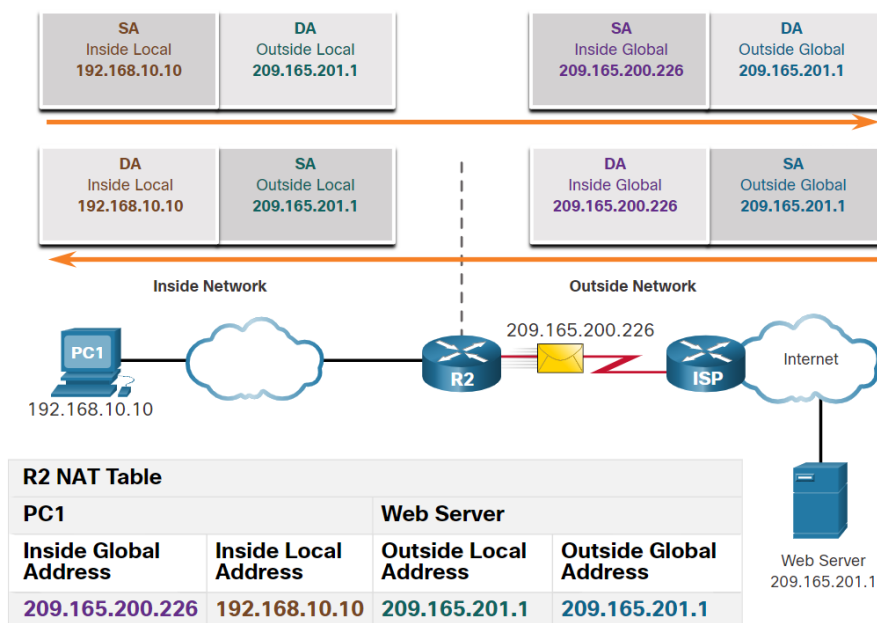 SA
Inside Local
192.168.10.10
DA
Outside Local
209.165.201.1
SA
Inside Global
209.165.200.226
DA
Outside Global
209.165.201.1
DA
Inside Local
192.168.10.10
SA
Outside Local
209.165.201.1
DA
Inside Global
209.165.200.226
SA
Outside Global
209.165.201.1
Inside Network
Outside Network
209.165.200.226
PC1
R2
ISP
Internet
192.168.10.10
R2 NAT Table
PC1
Web Server
Inside Global
Address
Inside Local
Address
Outside Local
Address
Outside Global
Address
209.165.200.226
192.168.10.10
209.165.201.1
209.165.201.1
Web Server
209.165.201.1